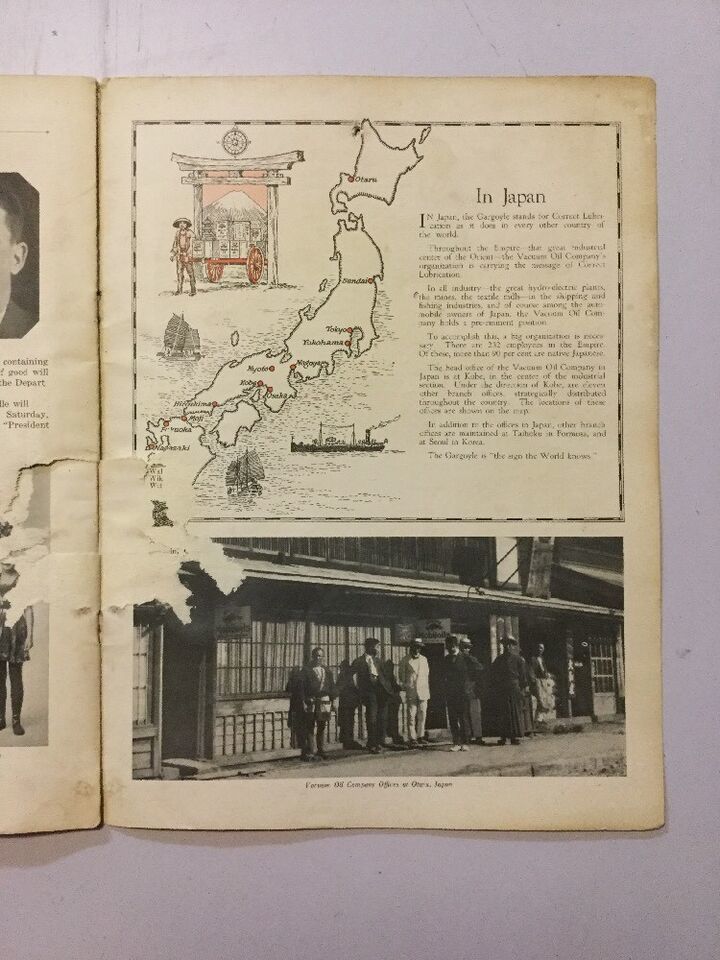 containing
good will
the Depart
will
Saturday,
"President
Otaru
Sendai
Tokyo
Yokohama
Nagoya
Kyoto
Kobe
Osaka
Hiroshima
Moji
Nagasaki
In Japan
IN Japan, the Gargoyle stands for Correct Lubri-
cation as it does in every other country of
the world.
Throughout the Empire—that great industrial
center of the Orient—the Vacuum Oil Company's
organization is carrying the message of Correct
Lubrication.
In all industry—the great hydro-electric plants,
the mines, the textile mills—in the shipping and
fishing industries, and of course among the auto-
mobile owners of Japan, the Vacuum Oil Com-
pany holds a pre-eminent position.
To accomplish this, a big organization is neces-
sary. There are 232 employees in the Empire.
Of these, more than 90 per cent are native Japanese.
The head office of the Vacuum Oil Company in
Japan is at Kobe, in the center of the industrial
section. Under the direction of Kobe, are eleven
other branch offices, strategically distributed
throughout the country. The locations of these
offices are shown on the map.
In addition to the offices in Japan, other branch
offices are maintained at Taihoku in Formosa, and
at Seoul in Korea.
The Gargoyle is "the sign the World knows."
Wal
Wik
Mobiloil
Vacuum Oil Company Offices at Otaru, Japan